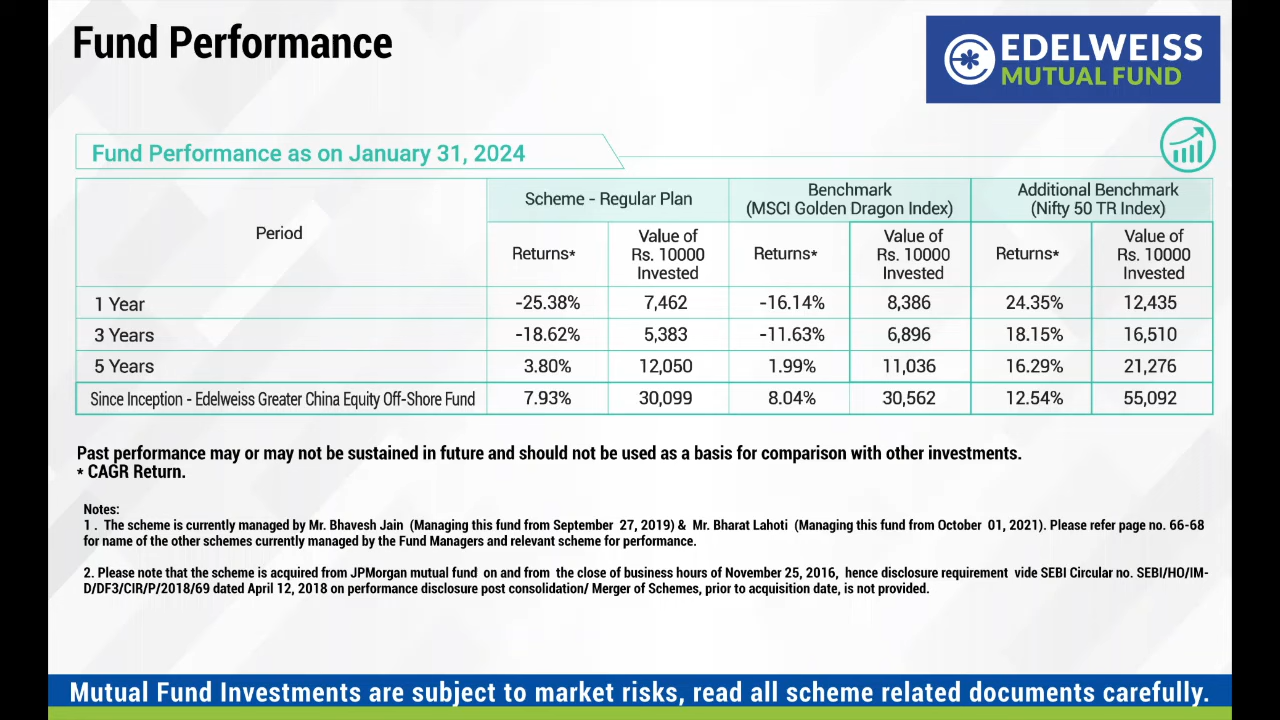 Fund Performance
EDELWEISS
MUTUAL FUND
Fund Performance as on January 31, 2024
Period
Scheme - Regular Plan
Benchmark
(MSCI Golden Dragon Index)
Additional Benchmark
(Nifty 50 TR Index)
Returns*
Value of
Rs. 10000
Invested
Returns*
Value of
Rs. 10000
Invested
Returns*
Value of
Rs. 10000
Invested
1 Year -25.38% 7,462 -16.14% 8,386 24.35% 12,435
3 Years -18.62% 5,383 -11.63% 6,896 18.15% 16,510
5 Years 3.80% 12,050 1.99% 11,036 16.29% 21,276
Since Inception - Edelweiss Greater China Equity Off-Shore Fund 7.93% 30,099 8.04% 30,562 12.54% 55,092
Past performance may or may not be sustained in future and should not be used as a basis for comparison with other investments.
* CAGR Return.
Notes:
1 . The scheme is currently managed by Mr. Bhavesh Jain (Managing this fund from September 27, 2019) & Mr. Bharat Lahoti (Managing this fund from October 01, 2021). Please refer page no. 66-68
for name of the other schemes currently managed by the Fund Managers and relevant scheme for performance.
2. Please note that the scheme is acquired from JPMorgan mutual fund on and from the close of business hours of November 25, 2016, hence disclosure requirement vide SEBI Circular no. SEBI/HO/IM-
D/DF3/CIR/P/2018/69 dated April 12, 2018 on performance disclosure post consolidation/ Merger of Schemes, prior to acquisition date, is not provided.
Mutual Fund Investments are subject to market risks, read all scheme related documents carefully.